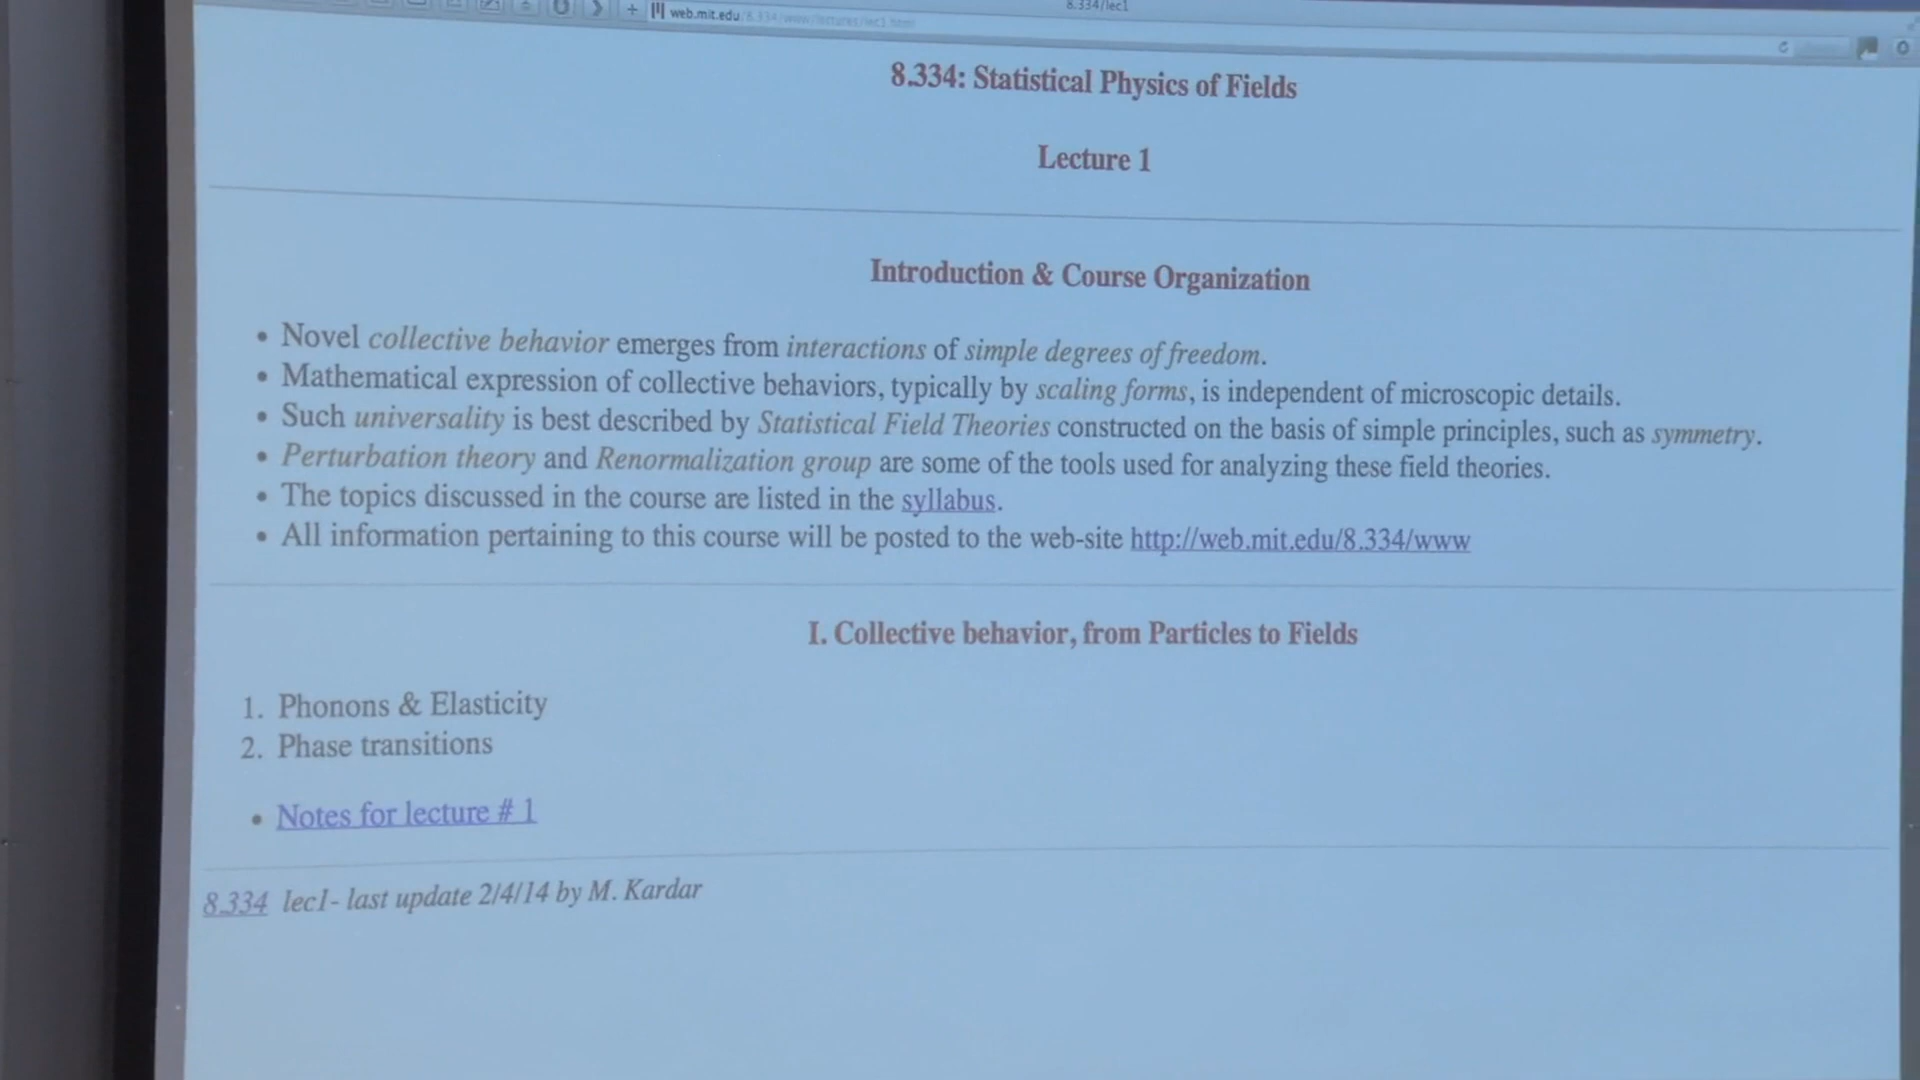 8.334/lec1
web.mit.edu/8.334/www/lectures/lec1.html
8.334: Statistical Physics of Fields
Lecture 1
Introduction & Course Organization
• Novel collective behavior emerges from interactions of simple degrees of freedom.
• Mathematical expression of collective behaviors, typically by scaling forms, is independent of microscopic details.
• Such universality is best described by Statistical Field Theories constructed on the basis of simple principles, such as symmetry.
• Perturbation theory and Renormalization group are some of the tools used for analyzing these field theories.
• The topics discussed in the course are listed in the syllabus.
• All information pertaining to this course will be posted to the web-site http://web.mit.edu/8.334/www
I. Collective behavior, from Particles to Fields
1. Phonons & Elasticity
2. Phase transitions
• Notes for lecture # 1
8.334 lec1- last update 2/4/14 by M. Kardar